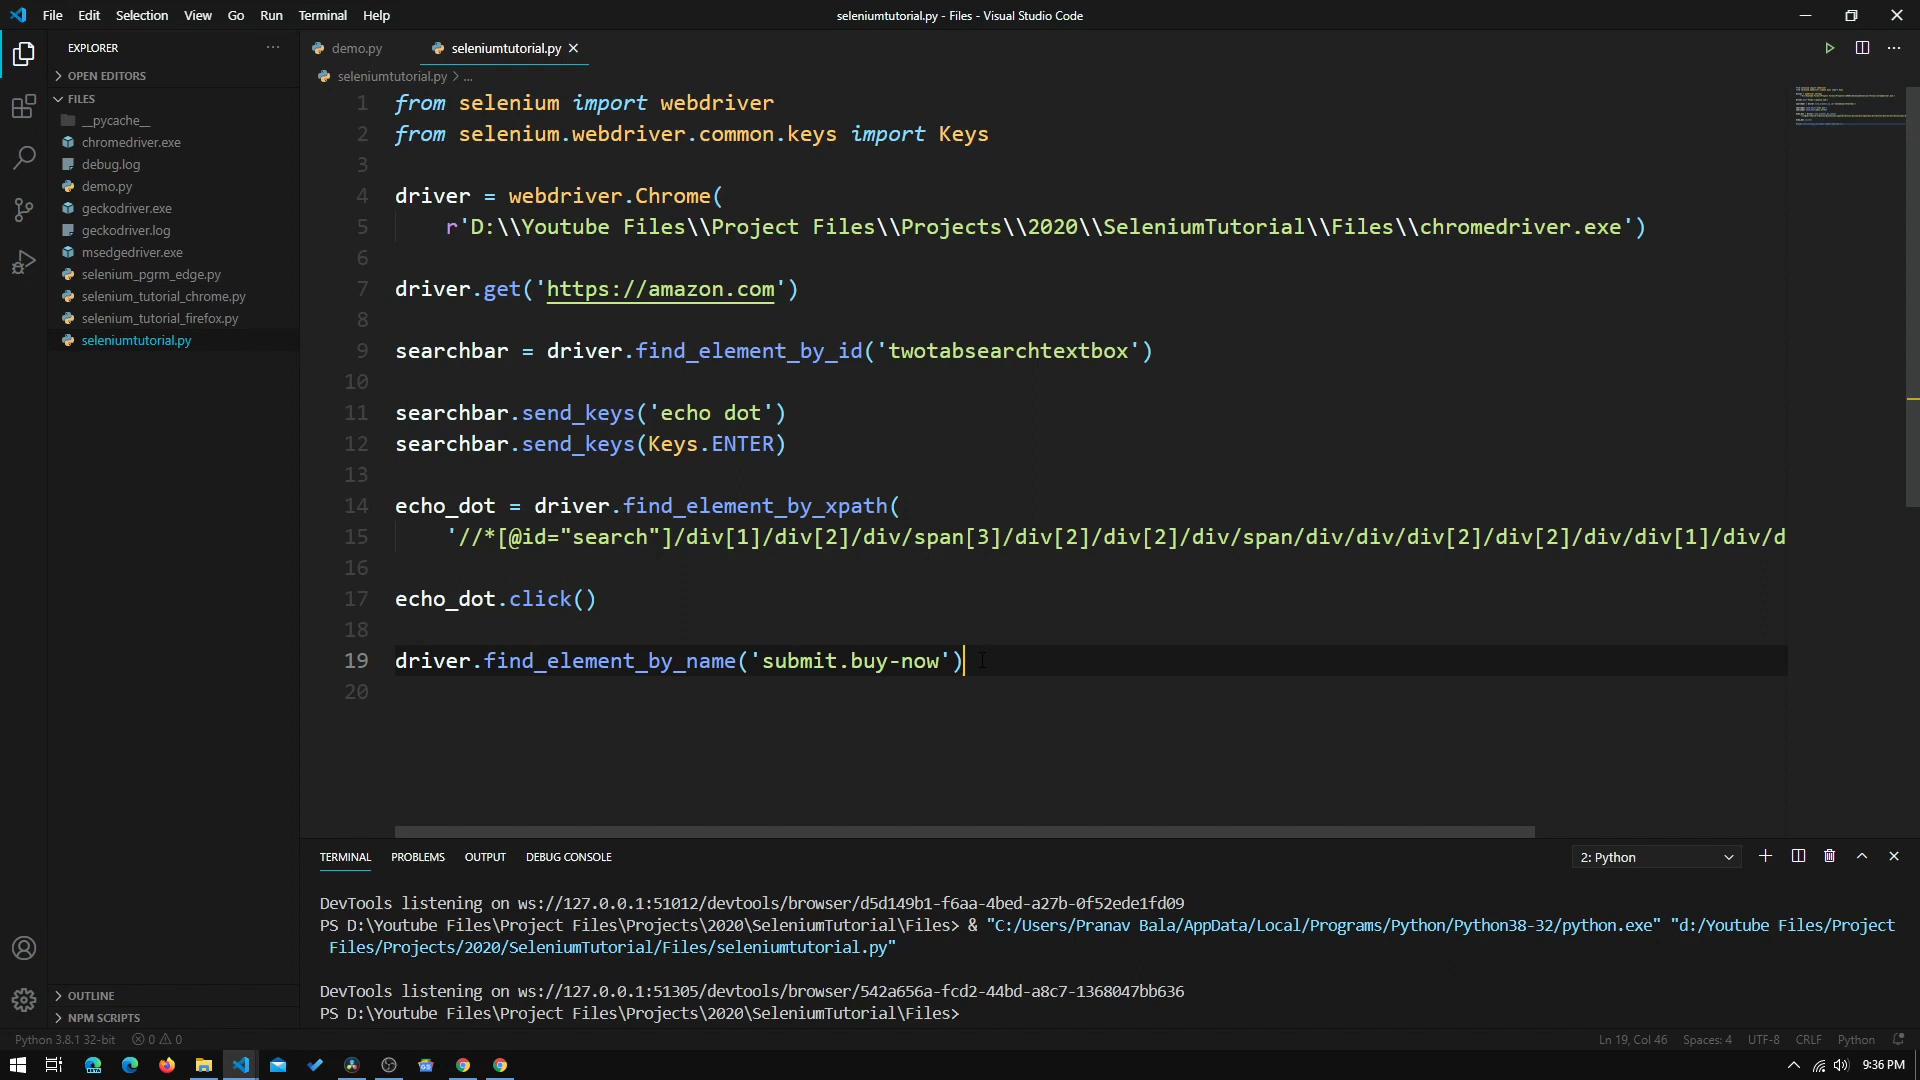 File Edit Selection View Go Run Terminal Help
seleniumtutorial.py - Files - Visual Studio Code
EXPLORER
OPEN EDITORS
FILES
__pycache__
chromedriver.exe
debug.log
demo.py
geckodriver.exe
geckodriver.log
msedgedriver.exe
selenium_pgrm_edge.py
selenium_tutorial_chrome.py
selenium_tutorial_firefox.py
seleniumtutorial.py
OUTLINE
NPM SCRIPTS
demo.py seleniumtutorial.py
seleniumtutorial.py > ...
1 from selenium import webdriver
2 from selenium.webdriver.common.keys import Keys
3
4 driver = webdriver.Chrome(
5 r'D:\\Youtube Files\\Project Files\\Projects\\2020\\SeleniumTutorial\\Files\\chromedriver.exe')
6
7 driver.get('https://amazon.com')
8
9 searchbar = driver.find_element_by_id('twotabsearchtextbox')
10
11 searchbar.send_keys('echo dot')
12 searchbar.send_keys(Keys.ENTER)
13
14 echo_dot = driver.find_element_by_xpath(
15 '//*[@id="search"]/div[1]/div[2]/div/span[3]/div[2]/div[2]/div/span/div/div/div[2]/div[2]/div/div[1]/div/d
16
17 echo_dot.click()
18
19 driver.find_element_by_name('submit.buy-now')
20
TERMINAL PROBLEMS OUTPUT DEBUG CONSOLE
2: Python
DevTools listening on ws://127.0.0.1:51012/devtools/browser/d5d149b1-f6aa-4bed-a27b-0f52ede1fd09
PS D:\Youtube Files\Project Files\Projects\2020\SeleniumTutorial\Files> & "C:/Users/Pranav Bala/AppData/Local/Programs/Python/Python38-32/python.exe" "d:/Youtube Files/Project
Files/Projects/2020/SeleniumTutorial/Files/seleniumtutorial.py"
DevTools listening on ws://127.0.0.1:51305/devtools/browser/542a656a-fcd2-44bd-a8c7-1368047bb636
PS D:\Youtube Files\Project Files\Projects\2020\SeleniumTutorial\Files>
Python 3.8.1 32-bit 0 0
Ln 19, Col 46 Spaces: 4 UTF-8 CRLF Python
9:36 PM